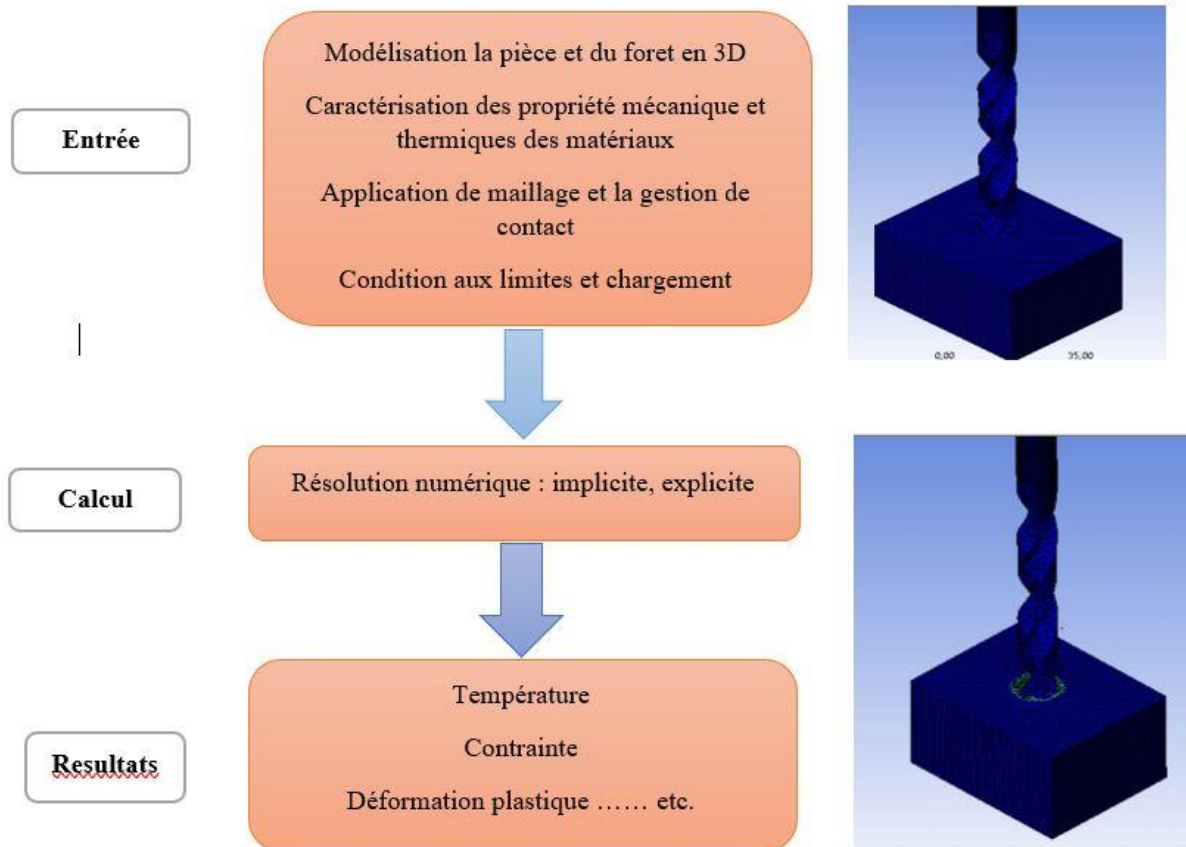 Entrée
Modélisation la pièce et du foret en 3D
Caractérisation des propriété mécanique et
thermiques des matériaux
Application de maillage et la gestion de
contact
Condition aux limites et chargement
0,00
35,00
Calcul
Résolution numérique : implicite, explicite
Resultats
Température
Contrainte
Déformation plastique …… etc.